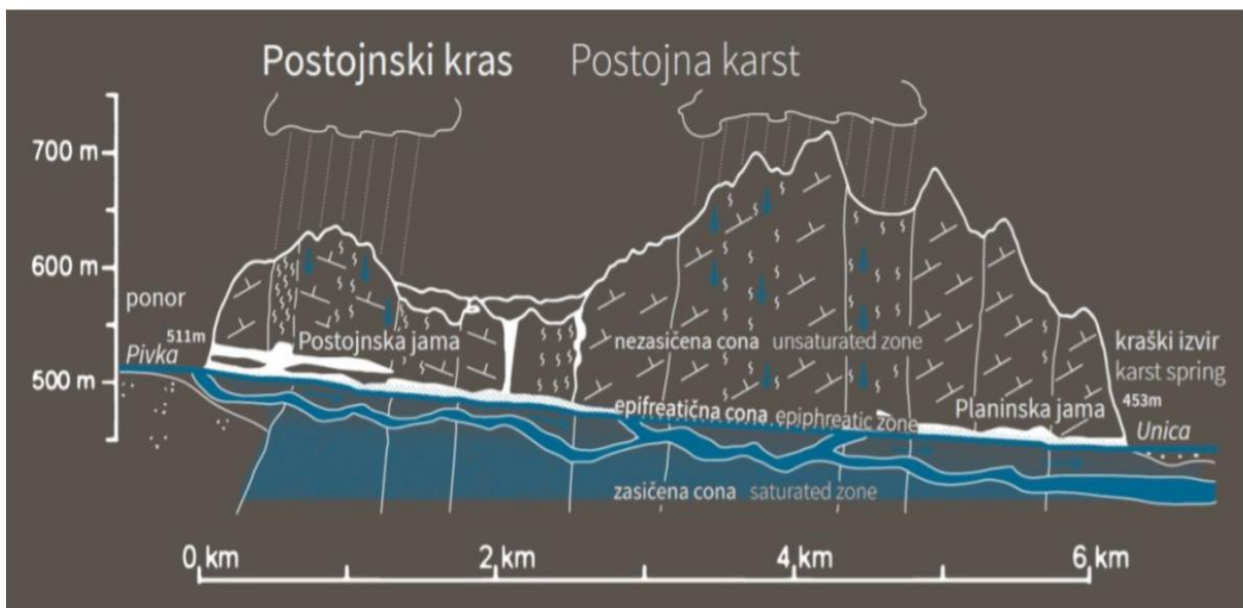 Postojnski kras Postojna karst
700 m
600 m
ponor
511m
Pivka
Postojnska jama
nezasičena cona unsaturated zone
kraški izvir
karst spring
500 m
epifreatična cona epiphreatic zone
Planinska jama
453m
Unica
zasičena cona saturated zone
0 km 2 km 4 km 6 km